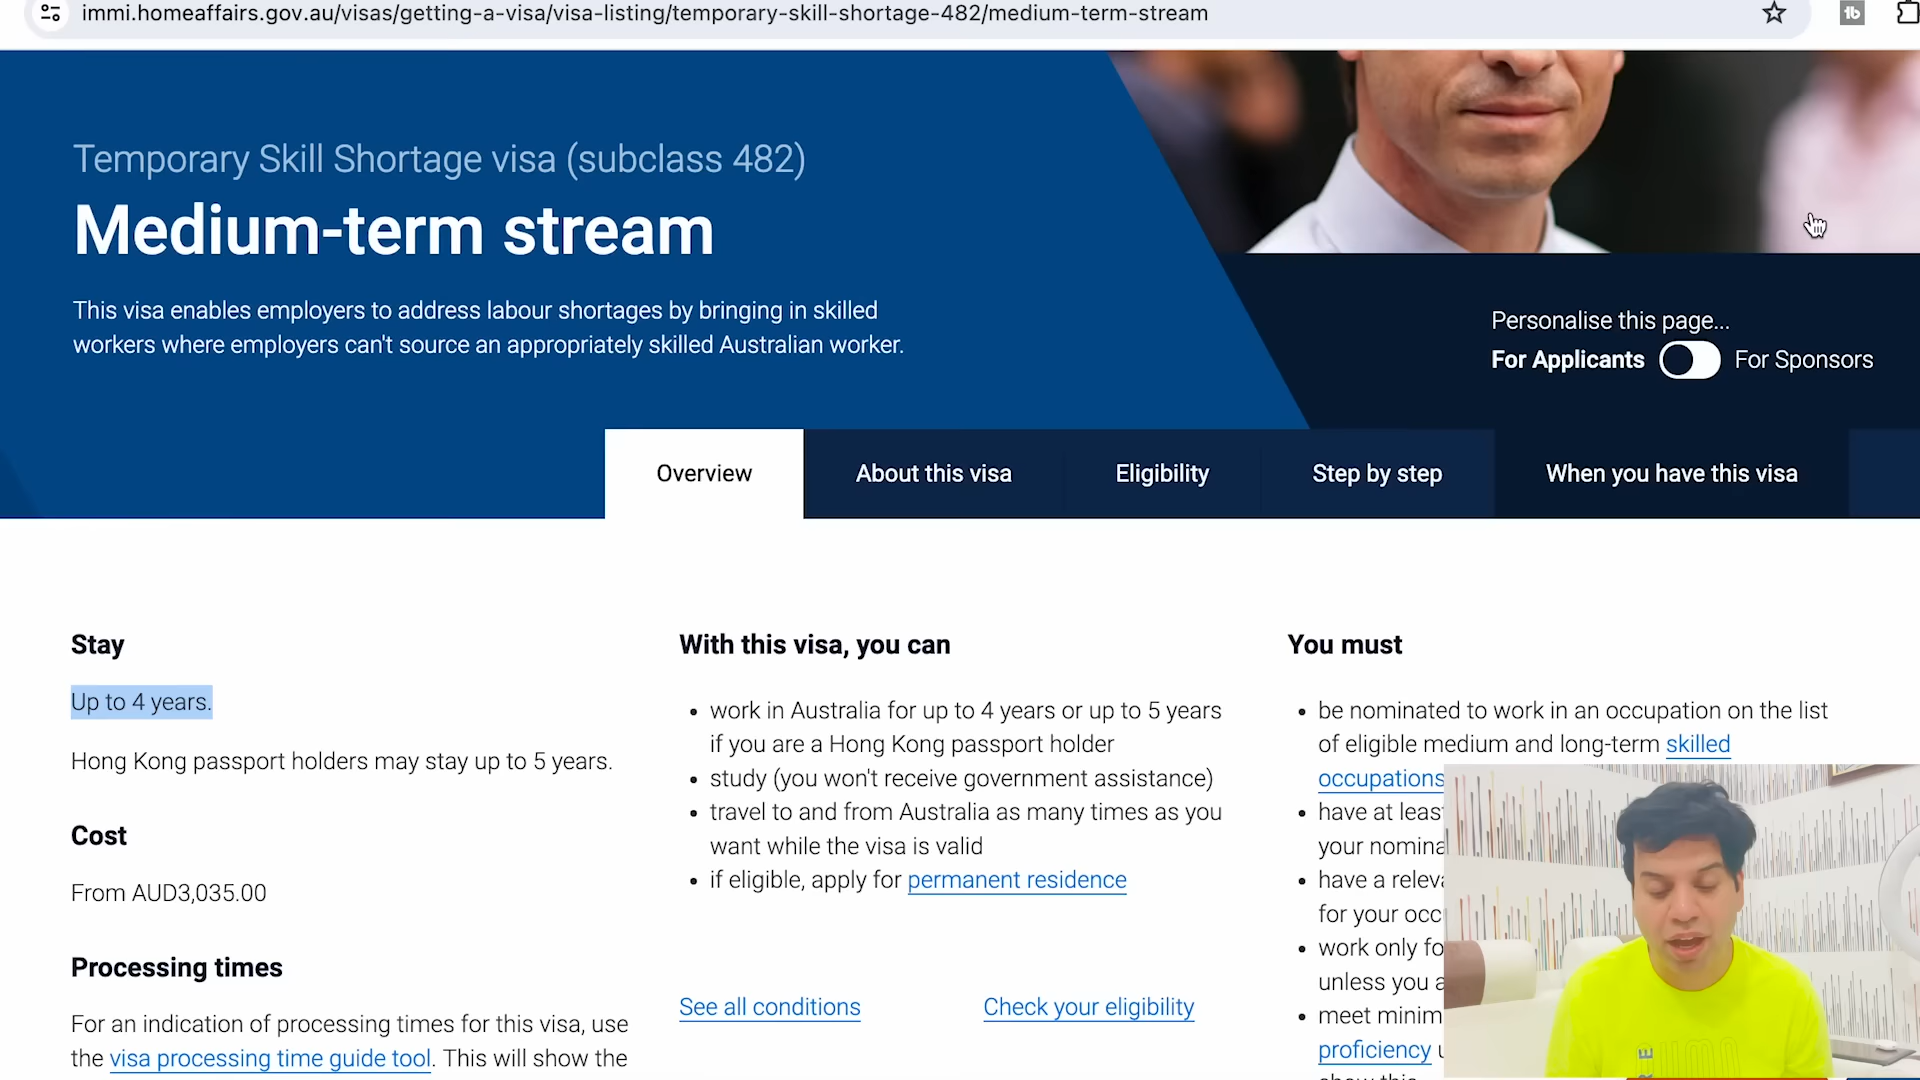 immi.homeaffairs.gov.au/visas/getting-a-visa/visa-listing/temporary-skill-shortage-482/medium-term-stream
tb
Temporary Skill Shortage visa (subclass 482)
Medium-term stream
This visa enables employers to address labour shortages by bringing in skilled
workers where employers can't source an appropriately skilled Australian worker.
Personalise this page...
For Applicants For Sponsors
Overview About this visa Eligibility Step by step When you have this visa
Stay
Up to 4 years.
Hong Kong passport holders may stay up to 5 years.
Cost
From AUD3,035.00
Processing times
For an indication of processing times for this visa, use
the visa processing time guide tool. This will show the
With this visa, you can
• work in Australia for up to 4 years or up to 5 years
if you are a Hong Kong passport holder
• study (you won't receive government assistance)
• travel to and from Australia as many times as you
want while the visa is valid
• if eligible, apply for permanent residence
See all conditions Check your eligibility
You must
• be nominated to work in an occupation on the list
of eligible medium and long-term skilled
occupations
• have at least
your nomina
• have a releva
for your occ
• work only fo
unless you a
• meet minim
proficiency u